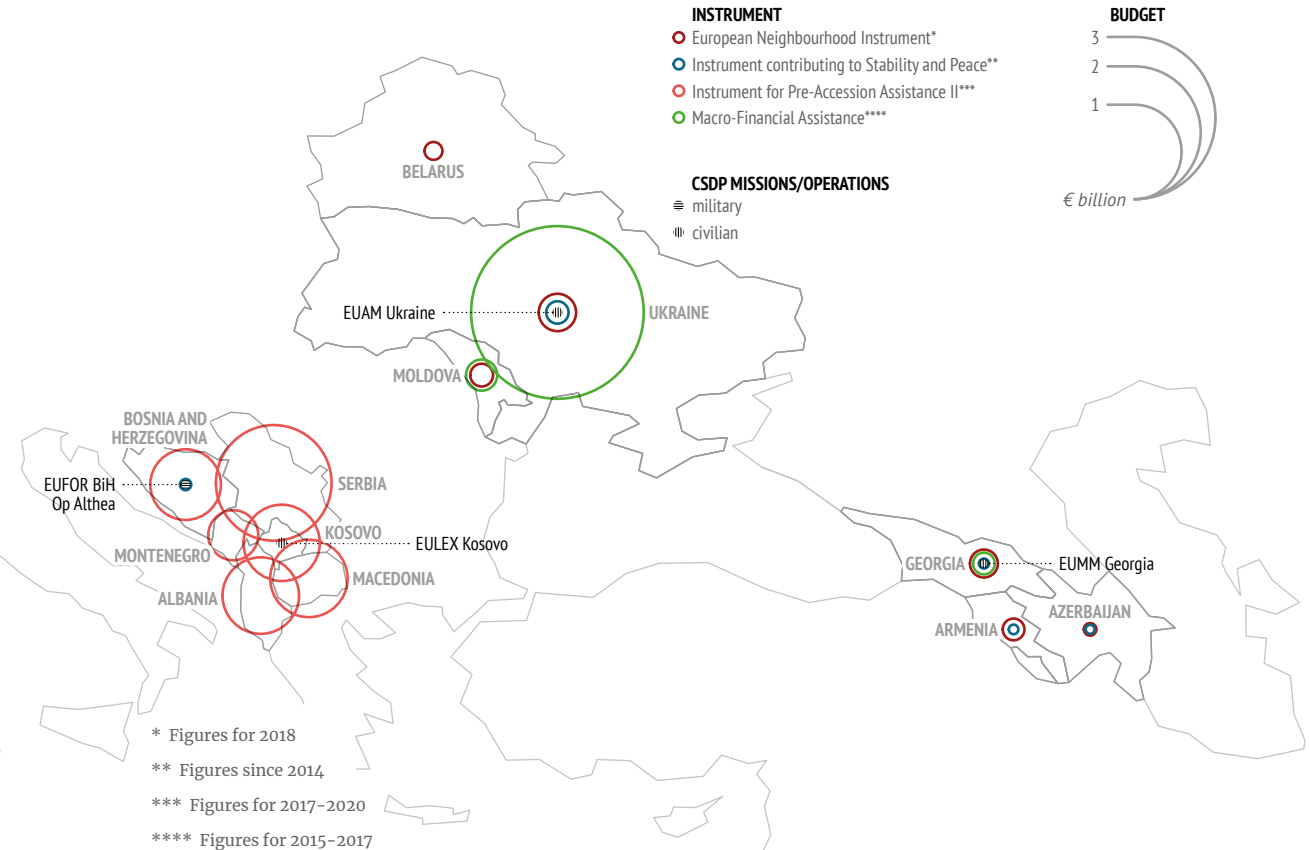 INSTRUMENT
European Neighbourhood Instrument*
Instrument contributing to Stability and Peace**
Instrument for Pre-Accession Assistance II***
Macro-Financial Assistance****
CSDP MISSIONS/OPERATIONS
military
civilian
BUDGET
3
2
1
€ billion
BELARUS
EUAM Ukraine
UKRAINE
MOLDOVA
BOSNIA AND
HERZEGOVINA
EUFOR BiH
Op Althea
SERBIA
KOSOVO
EULEX Kosovo
MONTENEGRO
MACEDONIA
ALBANIA
GEORGIA
EUMM Georgia
AZERBAIJAN
ARMENIA
* Figures for 2018
** Figures since 2014
*** Figures for 2017-2020
**** Figures for 2015-2017